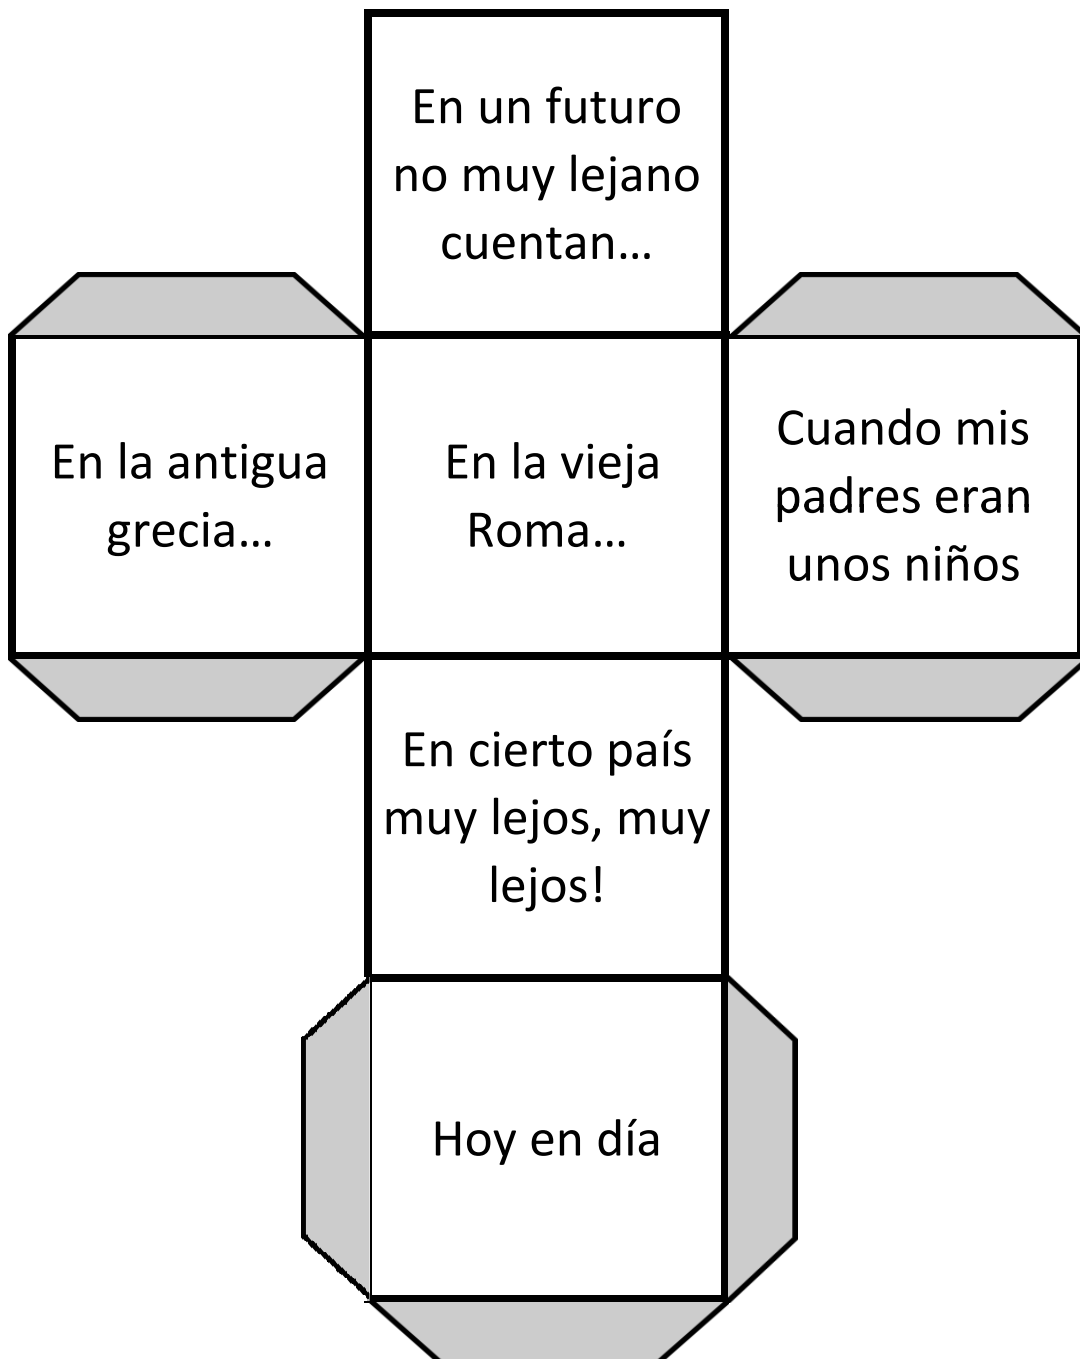 En un futuro
no muy lejano
cuentan...
En la antigua
grecia...
En la vieja
Roma...
Cuando mis
padres eran
unos niños
En cierto país
muy lejos, muy
lejos!
Hoy en día